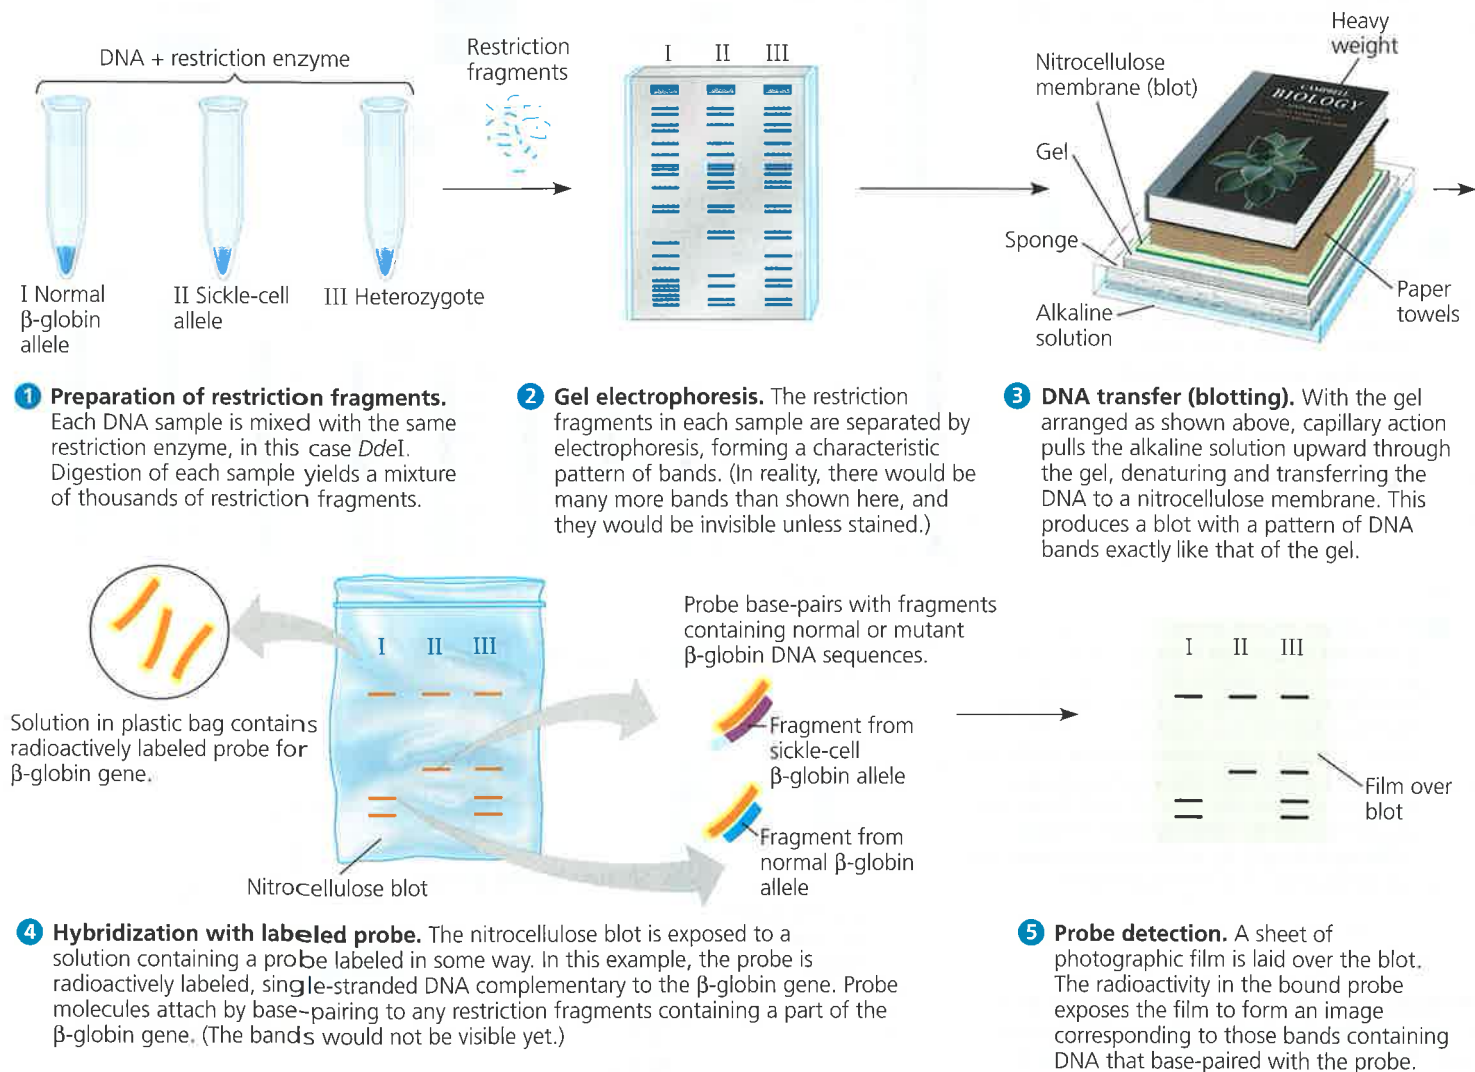 DNA + restriction enzyme
I Normal
β-globin
allele
II Sickle-cell
allele
III Heterozygote
Restriction
fragments
I II III
Heavy
weight
Nitrocellulose
membrane (blot)
Gel
Sponge
Alkaline
solution
Paper
towels
CAMPBELL
BIOLOGY
1 Preparation of restriction fragments.
Each DNA sample is mixed with the same
restriction enzyme, in this case DdeI.
Digestion of each sample yields a mixture
of thousands of restriction fragments.
2 Gel electrophoresis. The restriction
fragments in each sample are separated by
electrophoresis, forming a characteristic
pattern of bands. (In reality, there would be
many more bands than shown here, and
they would be invisible unless stained.)
3 DNA transfer (blotting). With the gel
arranged as shown above, capillary action
pulls the alkaline solution upward through
the gel, denaturing and transferring the
DNA to a nitrocellulose membrane. This
produces a blot with a pattern of DNA
bands exactly like that of the gel.
Solution in plastic bag contains
radioactively labeled probe for
β-globin gene.
I II III
Nitrocellulose blot
Probe base-pairs with fragments
containing normal or mutant
β-globin DNA sequences.
Fragment from
sickle-cell
β-globin allele
Fragment from
normal β-globin
allele
I II III
Film over
blot
4 Hybridization with labeled probe. The nitrocellulose blot is exposed to a
solution containing a probe labeled in some way. In this example, the probe is
radioactively labeled, single-stranded DNA complementary to the β-globin gene. Probe
molecules attach by base-pairing to any restriction fragments containing a part of the
β-globin gene. (The bands would not be visible yet.)
5 Probe detection. A sheet of
photographic film is laid over the blot.
The radioactivity in the bound probe
exposes the film to form an image
corresponding to those bands containing
DNA that base-paired with the probe.